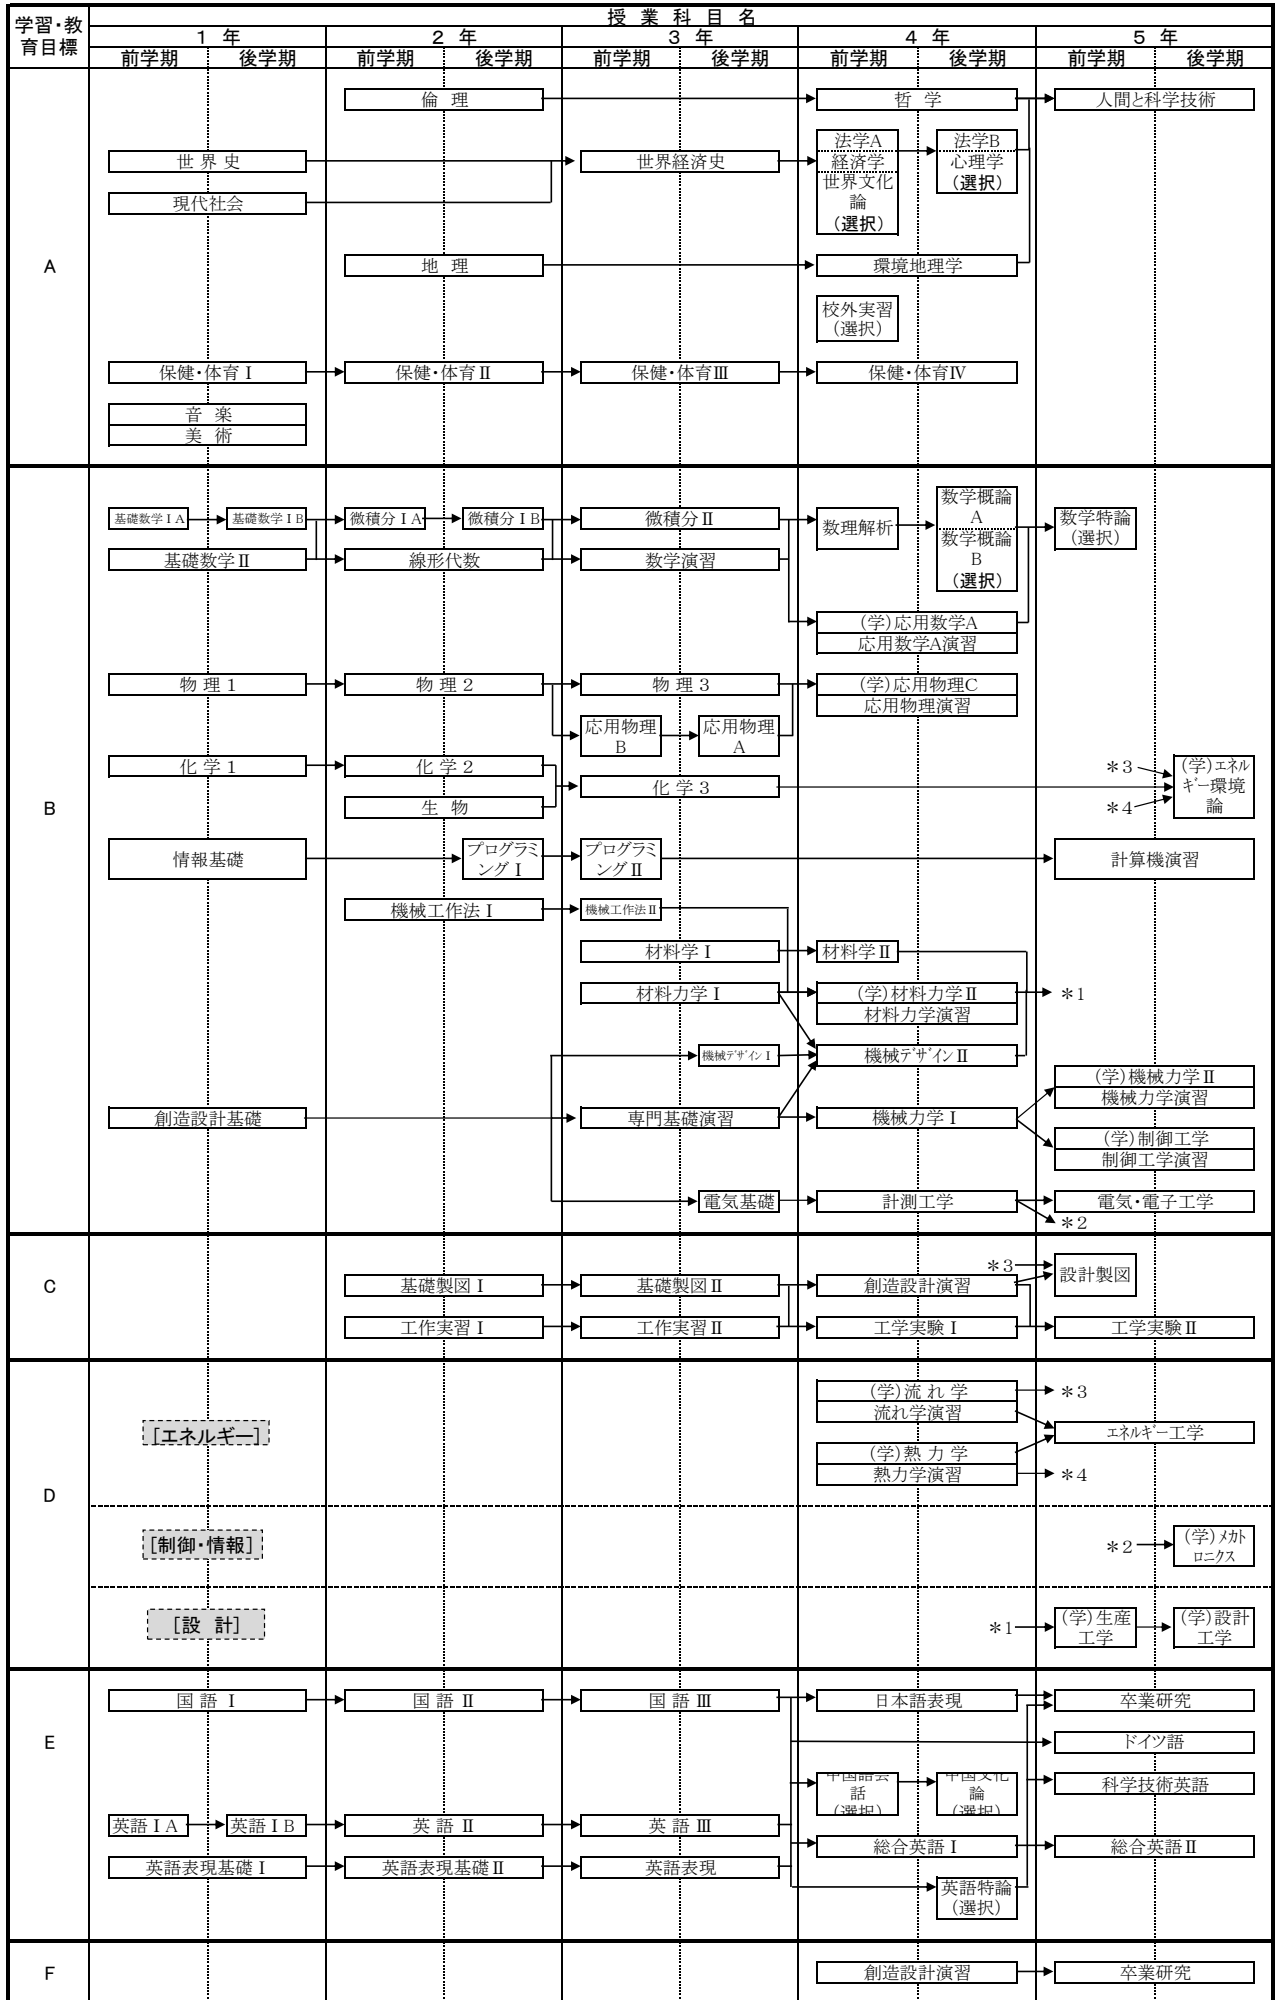 学習・教
育目標
授 業 科 目 名
１ 年
２ 年
３ 年
４ 年
５ 年
前学期
後学期
前学期
後学期
前学期
後学期
前学期
後学期
前学期
後学期
A
倫 理
哲 学
人間と科学技術
世 界 史
世界経済史
法学A
経済学
世界文化
論
（選択）
法学B
心理学
（選択）
現代社会
地 理
環境地理学
校外実習
（選択）
保健・体育Ⅰ
保健・体育Ⅱ
保健・体育Ⅲ
保健・体育Ⅳ
音 楽
美 術
B
基礎数学ⅠA
基礎数学ⅠB
微積分ⅠA
微積分ⅠB
微積分Ⅱ
数理解析
数学概論
A
数学概論
B
（選択）
数学特論
（選択）
基礎数学Ⅱ
線形代数
数学演習
(学)応用数学A
応用数学A演習
物 理 1
物 理 2
物 理 3
(学)応用物理C
応用物理演習
応用物理
B
応用物理
A
化 学 1
化 学 2
生 物
化 学 3
＊3
＊4
(学)エネル
ギー環境
論
情報基礎
プログラミ
ングⅠ
プログラミ
ングⅡ
計算機演習
機械工作法Ⅰ
機械工作法Ⅱ
材料学Ⅰ
材料学Ⅱ
材料力学Ⅰ
(学)材料力学Ⅱ
材料力学演習
＊1
機械デザインⅠ
機械デザインⅡ
(学)機械力学Ⅱ
機械力学演習
創造設計基礎
専門基礎演習
機械力学Ⅰ
(学)制御工学
制御工学演習
電気基礎
計測工学
電気・電子工学
＊2
C
基礎製図Ⅰ
基礎製図Ⅱ
創造設計演習
＊3
設計製図
工作実習Ⅰ
工作実習Ⅱ
工学実験Ⅰ
工学実験Ⅱ
D
[エネルギー]
(学)流 れ 学
流れ学演習
＊3
エネルギー工学
(学)熱 力 学
熱力学演習
＊4
[制御・情報]
＊2
(学)メカト
ロニクス
[設 計]
＊1
(学)生産
工学
(学)設計
工学
E
国 語 Ⅰ
国 語 Ⅱ
国 語 Ⅲ
日本語表現
卒業研究
ドイツ語
中国語会
話
（選択）
中国文化
論
（選択）
科学技術英語
英語ⅠA
英語ⅠB
英 語 Ⅱ
英 語 Ⅲ
総合英語Ⅰ
総合英語Ⅱ
英語表現基礎Ⅰ
英語表現基礎Ⅱ
英語表現
英語特論
（選択）
F
創造設計演習
卒業研究